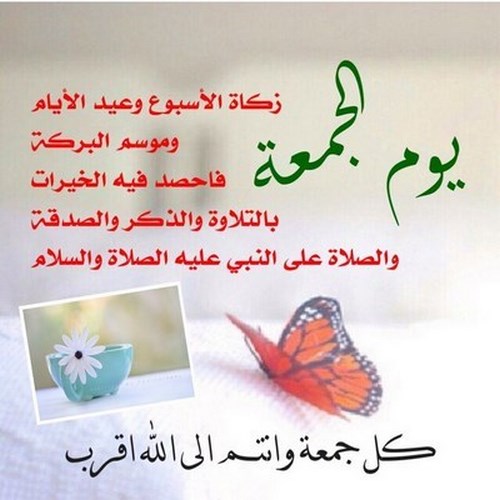 يوم الجمعة
زكاة الأسبوع وعيد الأيام
وموسم البركة
فاحصد فيه الخيرات
بالتلاوة والذكر والصدقة
والصلاة على النبي عليه الصلاة والسلام
كل جمعة وانتم الى الله اقرب